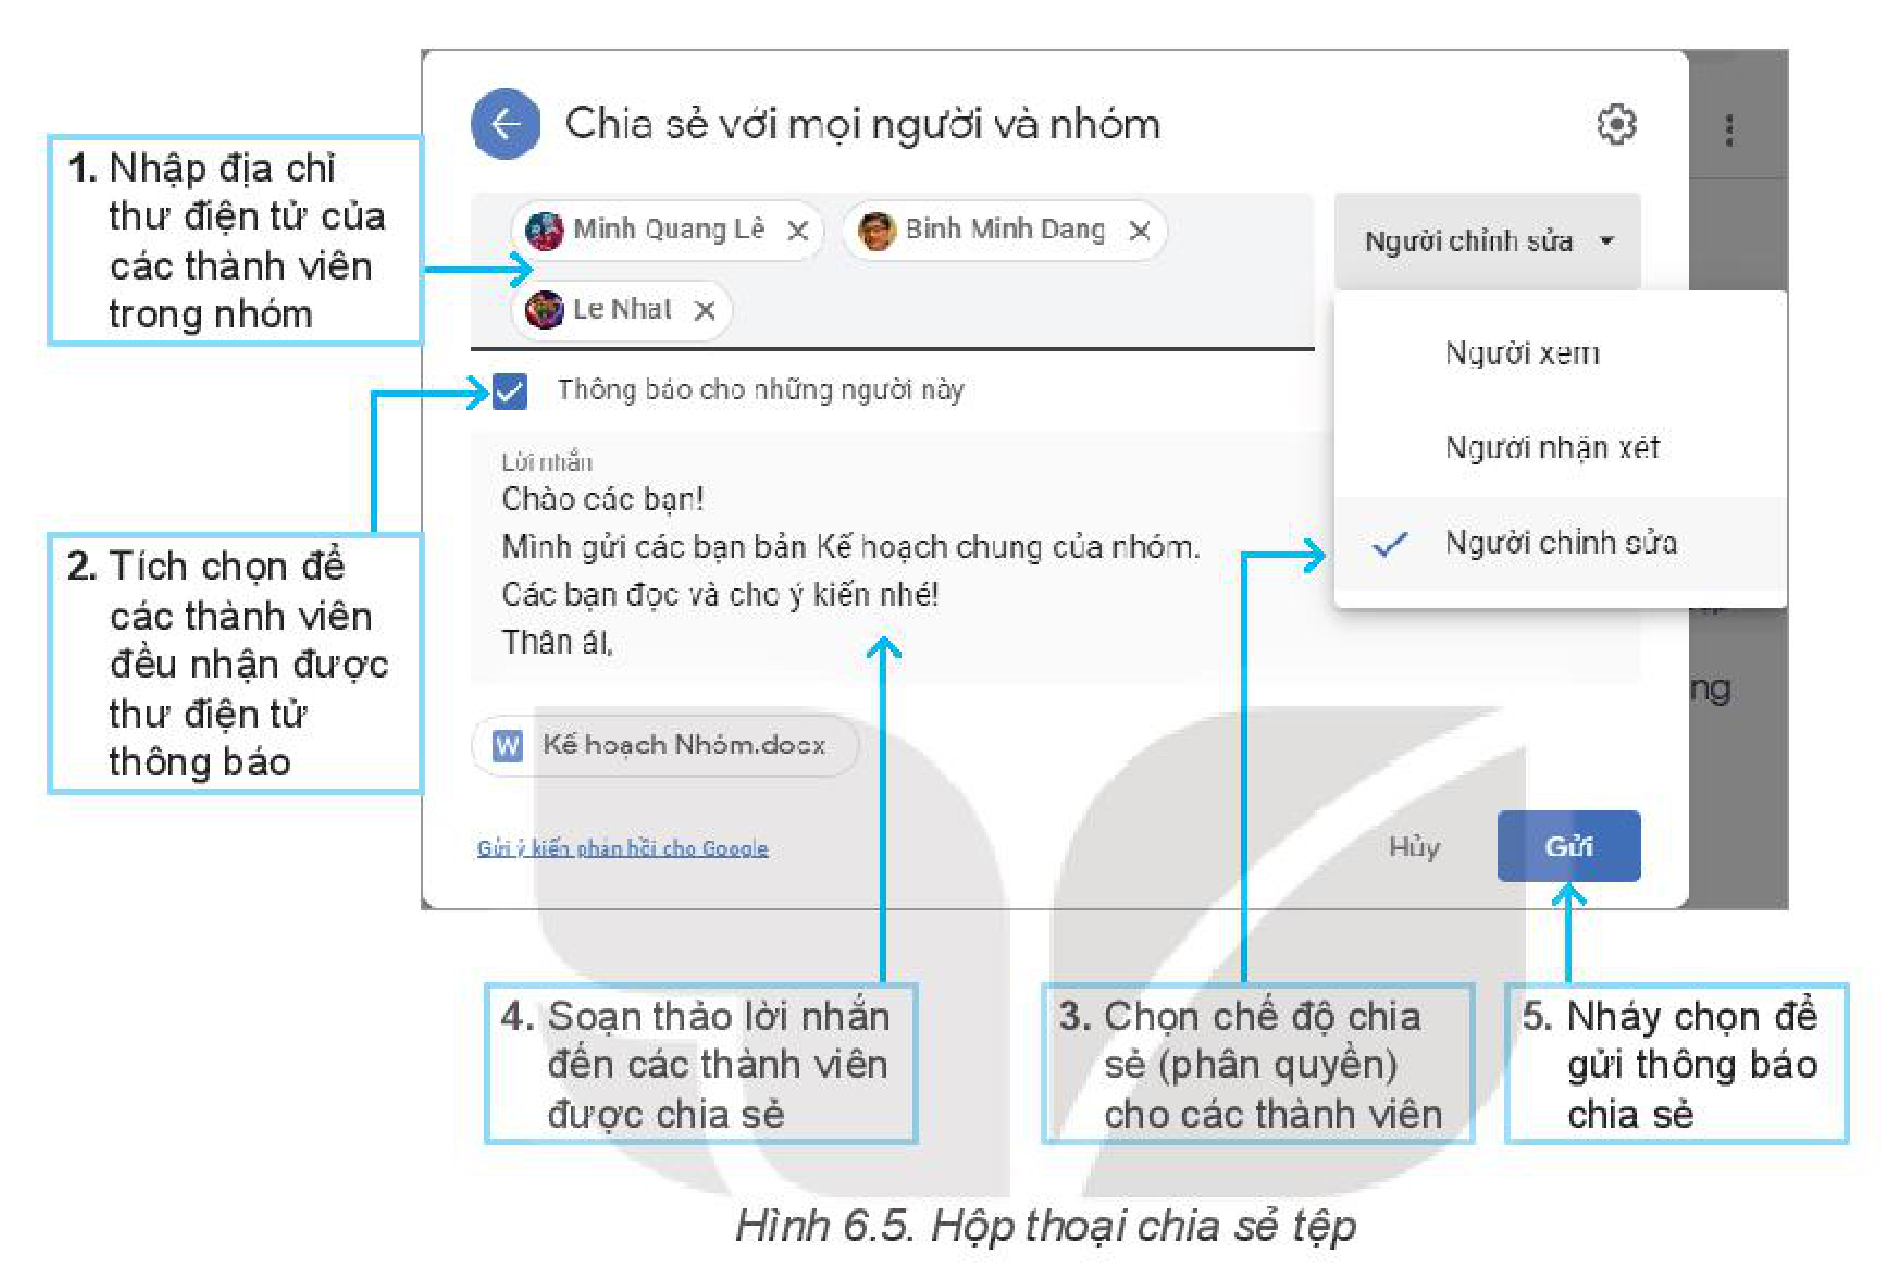 Chia sẻ với mọi người và nhóm
1. Nhập địa chỉ
thư điện tử của
các thành viên
trong nhóm
Minh Quang Lê
Binh Minh Dang
Le Nhat
Người chỉnh sửa
Người xem
Người nhận xét
Người chỉnh sửa
Thông báo cho những người này
2. Tích chọn để
các thành viên
đều nhận được
thư điện tử
thông báo
Lời nhắn
Chào các bạn!
Mình gửi các bạn bản Kế hoạch chung của nhóm.
Các bạn đọc và cho ý kiến nhé!
Thân ái,
ng
Kế hoạch Nhóm.docx
Gửi ý kiến phản hồi cho Google
Hủy
Gửi
4. Soạn thảo lời nhắn
đến các thành viên
được chia sẻ
3. Chọn chế độ chia
sẻ (phân quyền)
cho các thành viên
5. Nháy chọn để
gửi thông báo
chia sẻ
Hình 6.5. Hộp thoại chia sẻ tệp